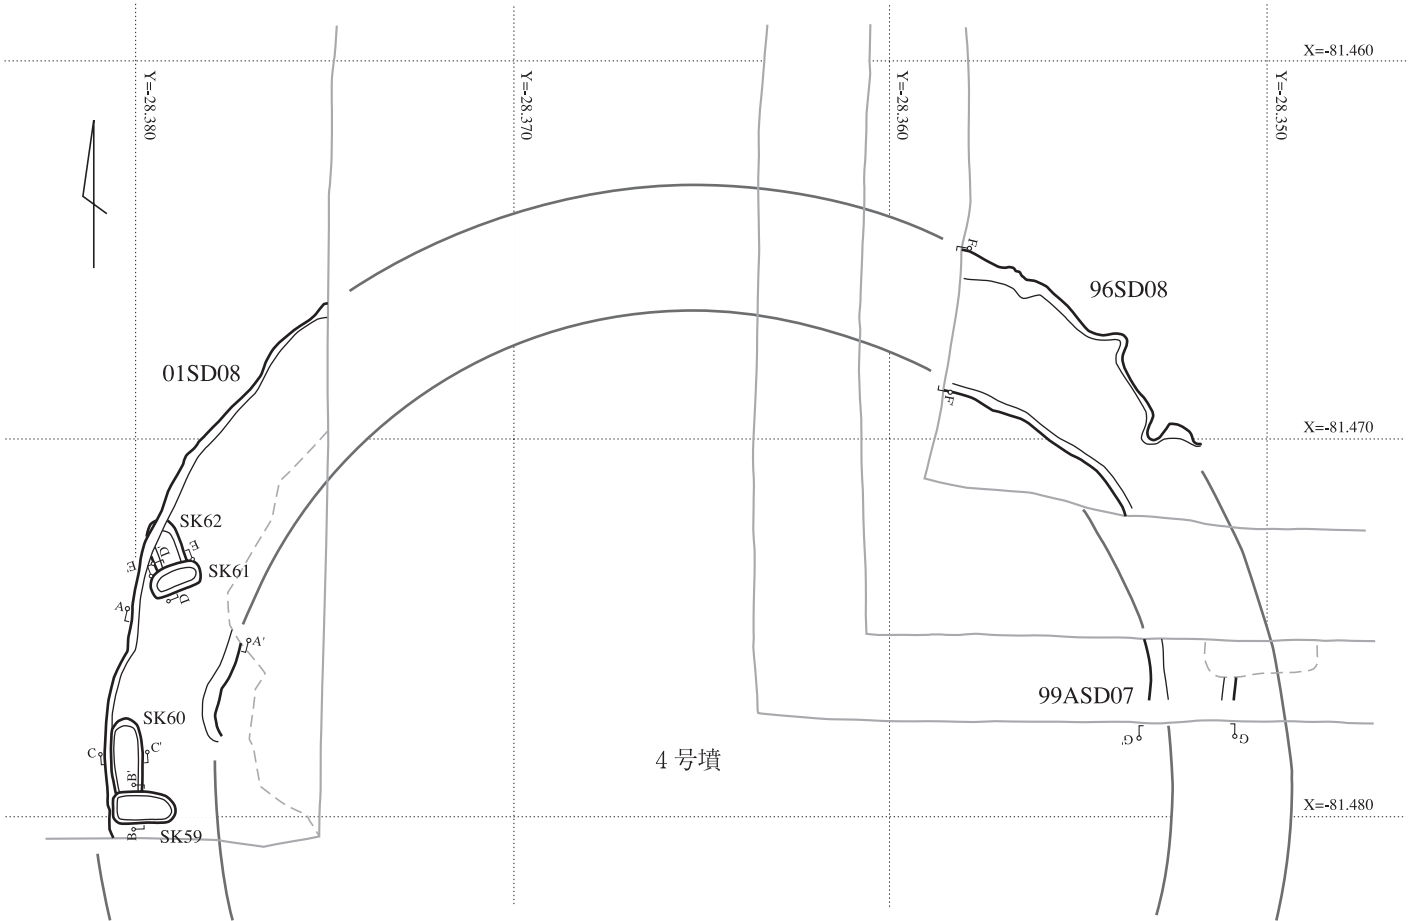 X=-81.460
Y=-28.380
Y=-28.370
Y=-28.360
Y=-28.350
F
96SD08
01SD08
F'
X=-81.470
SK62
E
D'
E'
SK61
D
A
A'
99ASD07
SK60
C
C'
B'
G'
G
4号墳
X=-81.480
B
SK59